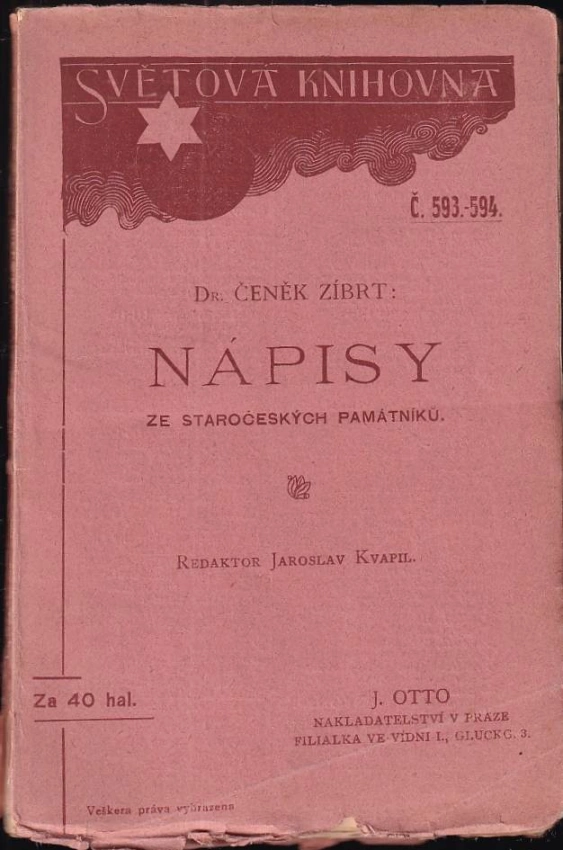 SVĚTOVÁ KNIHOVNA
Č. 593.-594.
DR. ČENĚK ZÍBRT:
NÁPISY
ZE STAROČESKÝCH PAMÁTNÍKŮ.
REDAKTOR JAROSLAV KVAPIL.
Za 40 hal.
J. OTTO
NAKLADATELSTVÍ V PRAZE
FILIALKA VE VÍDNI I., GLUCKG. 3.
Veškera práva vyhrazena